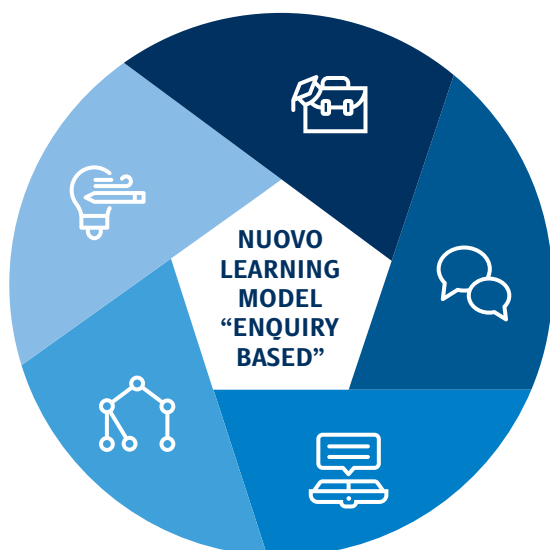 NUOVO
LEARNING
MODEL
“ENQUIRY
BASED”